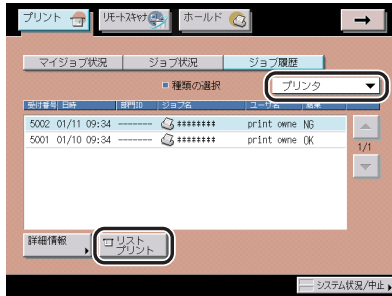 プリント リモートスキャナ ホールド
マイジョブ状況 ジョブ状況 ジョブ履歴
■種類の選択 プリンタ
受付番号 日時 部門ID ジョブ名 ユーザ名 結果
5002 01/11 09:34 ------- ******** print owne NG
5001 01/10 09:34 ------- ******** print owne OK
1/1
詳細情報 リスト
プリント
システム状況/中止